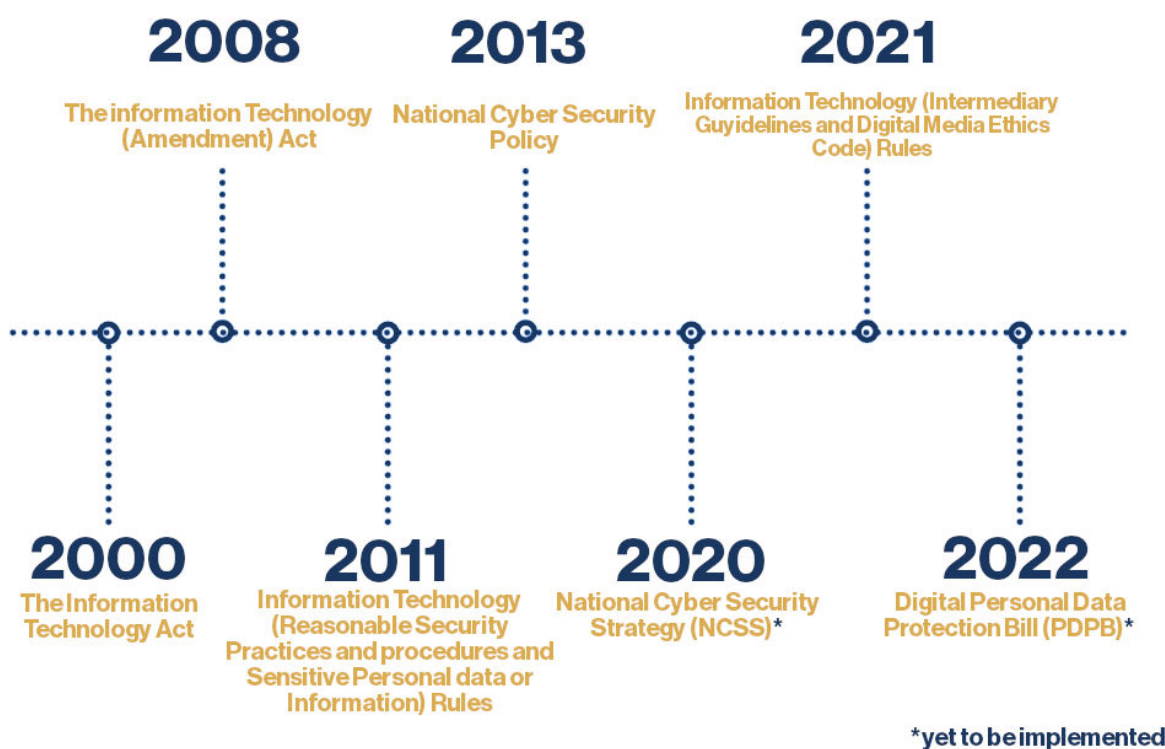 2008
The information Technology
(Amendment) Act
2013
National Cyber Security
Policy
2021
Information Technology (Intermediary
Guyidelines and Digital Media Ethics
Code) Rules
2000
The Information
Technology Act
2011
Information Technology
(Reasonable Security
Practices and procedures and
Sensitive Personal data or
Information) Rules
2020
National Cyber Security
Strategy (NCSS)*
2022
Digital Personal Data
Protection Bill (PDPB)*
*yet to be implemented